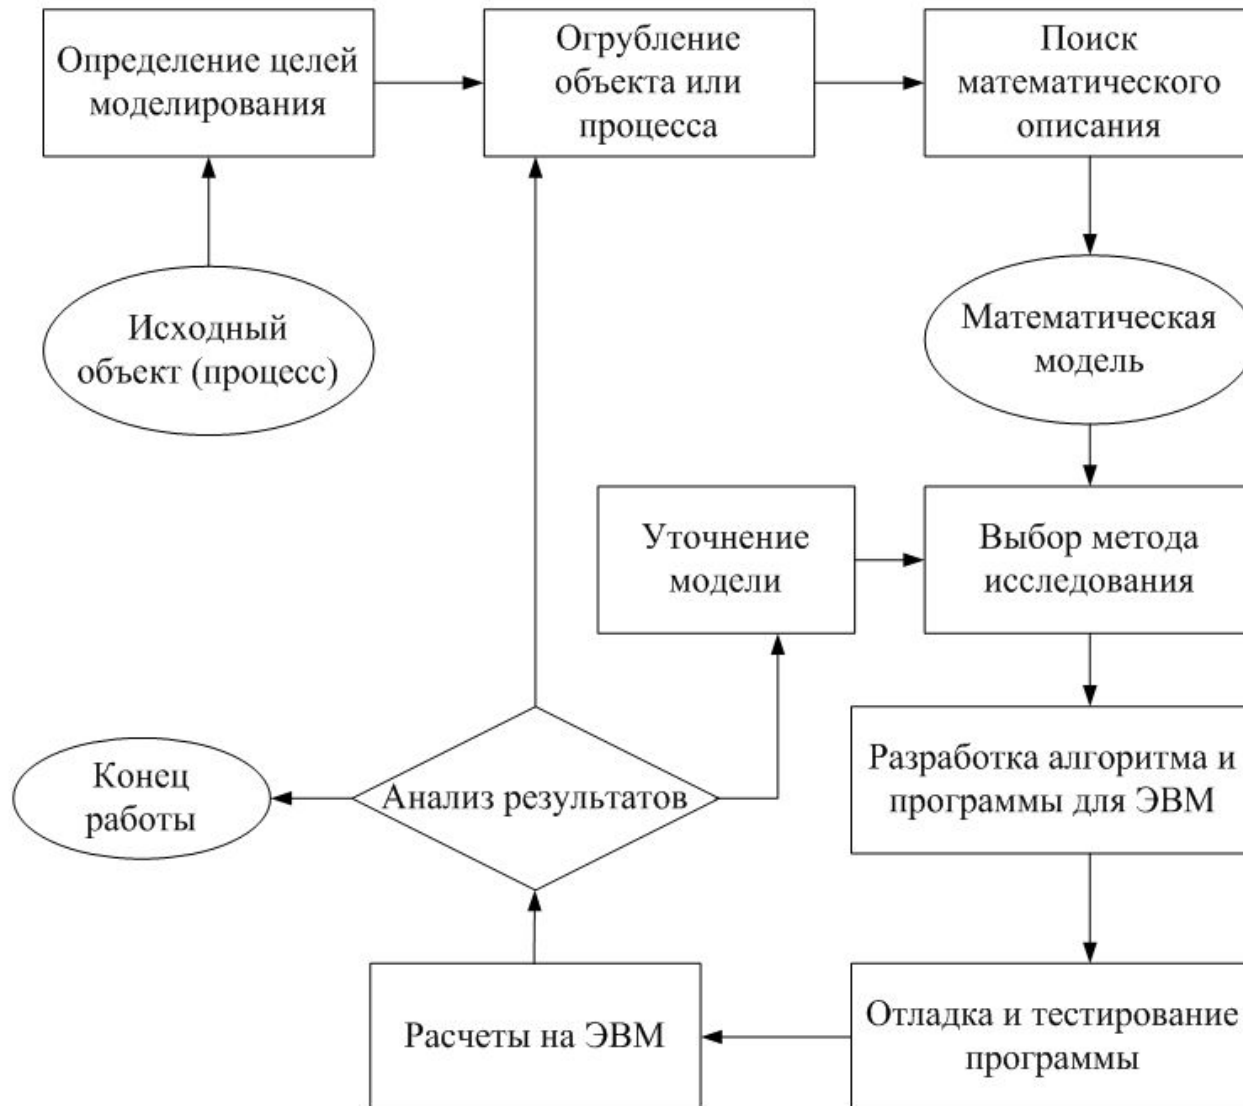 Определение целей
моделирования
Огрубление
объекта или
процесса
Поиск
математического
описания
Исходный
объект (процесс)
Математическая
модель
Уточнение
модели
Выбор метода
исследования
Конец
работы
Анализ результатов
Разработка алгоритма и
программы для ЭВМ
Расчеты на ЭВМ
Отладка и тестирование
программы